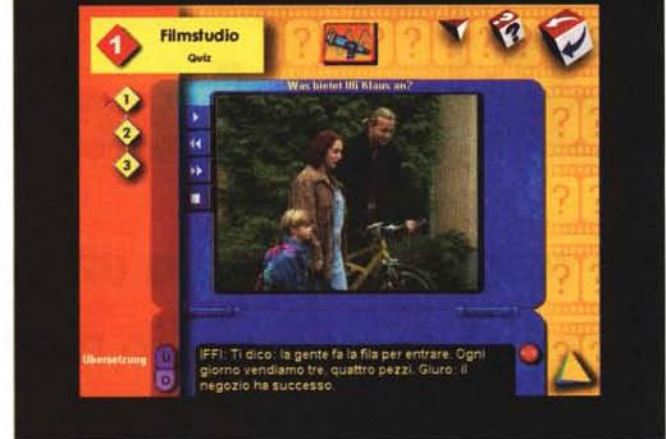 1
Filmstudio
Quiz
Was bietet Iffi Klaus an?
1
2
3
Übersetzung
Ü
O
IFFI: Ti dico: la gente fa la fila per entrare. Ogni
giorno vendiamo tre, quattro pezzi. Giuro: il
negozio ha successo.